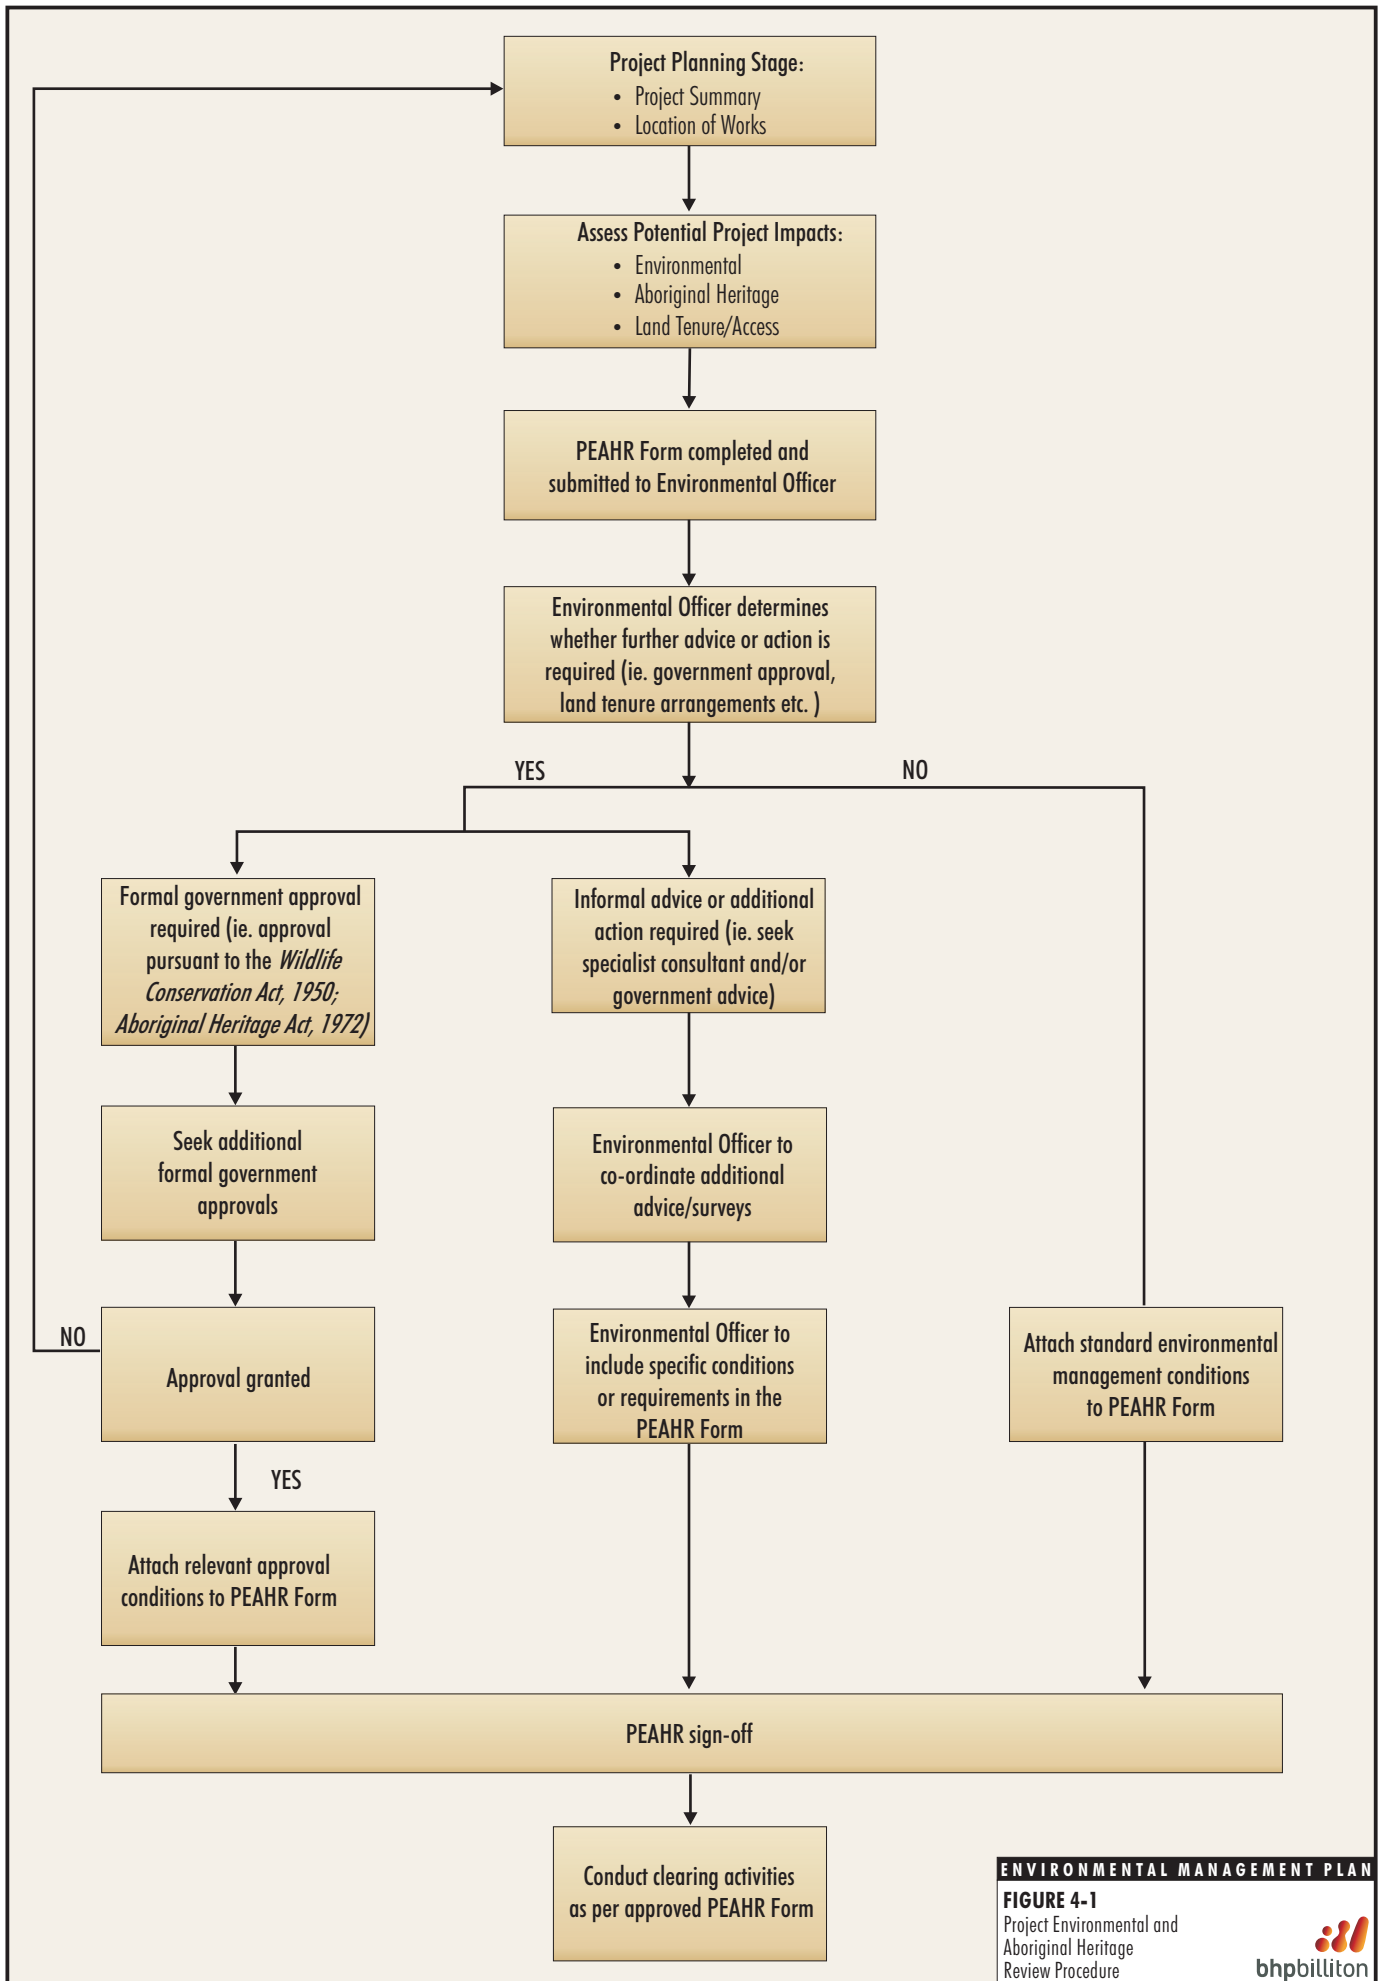 Project Planning Stage:
• Project Summary
• Location of Works
Assess Potential Project Impacts:
• Environmental
• Aboriginal Heritage
• Land Tenure/Access
PEAHR Form completed and
submitted to Environmental Officer
Environmental Officer determines
whether further advice or action is
required (ie. government approval,
land tenure arrangements etc. )
YES
NO
Formal government approval
required (ie. approval
pursuant to the Wildlife
Conservation Act, 1950;
Aboriginal Heritage Act, 1972)
Informal advice or additional
action required (ie. seek
specialist consultant and/or
government advice)
Seek additional
formal government
approvals
Environmental Officer to
co-ordinate additional
advice/surveys
NO
Approval granted
Environmental Officer to
include specific conditions
or requirements in the
PEAHR Form
Attach standard environmental
management conditions
to PEAHR Form
YES
Attach relevant approval
conditions to PEAHR Form
PEAHR sign-off
Conduct clearing activities
as per approved PEAHR Form
ENVIRONMENTAL MANAGEMENT PLAN
FIGURE 4-1
Project Environmental and
Aboriginal Heritage
Review Procedure
bhpbilliton